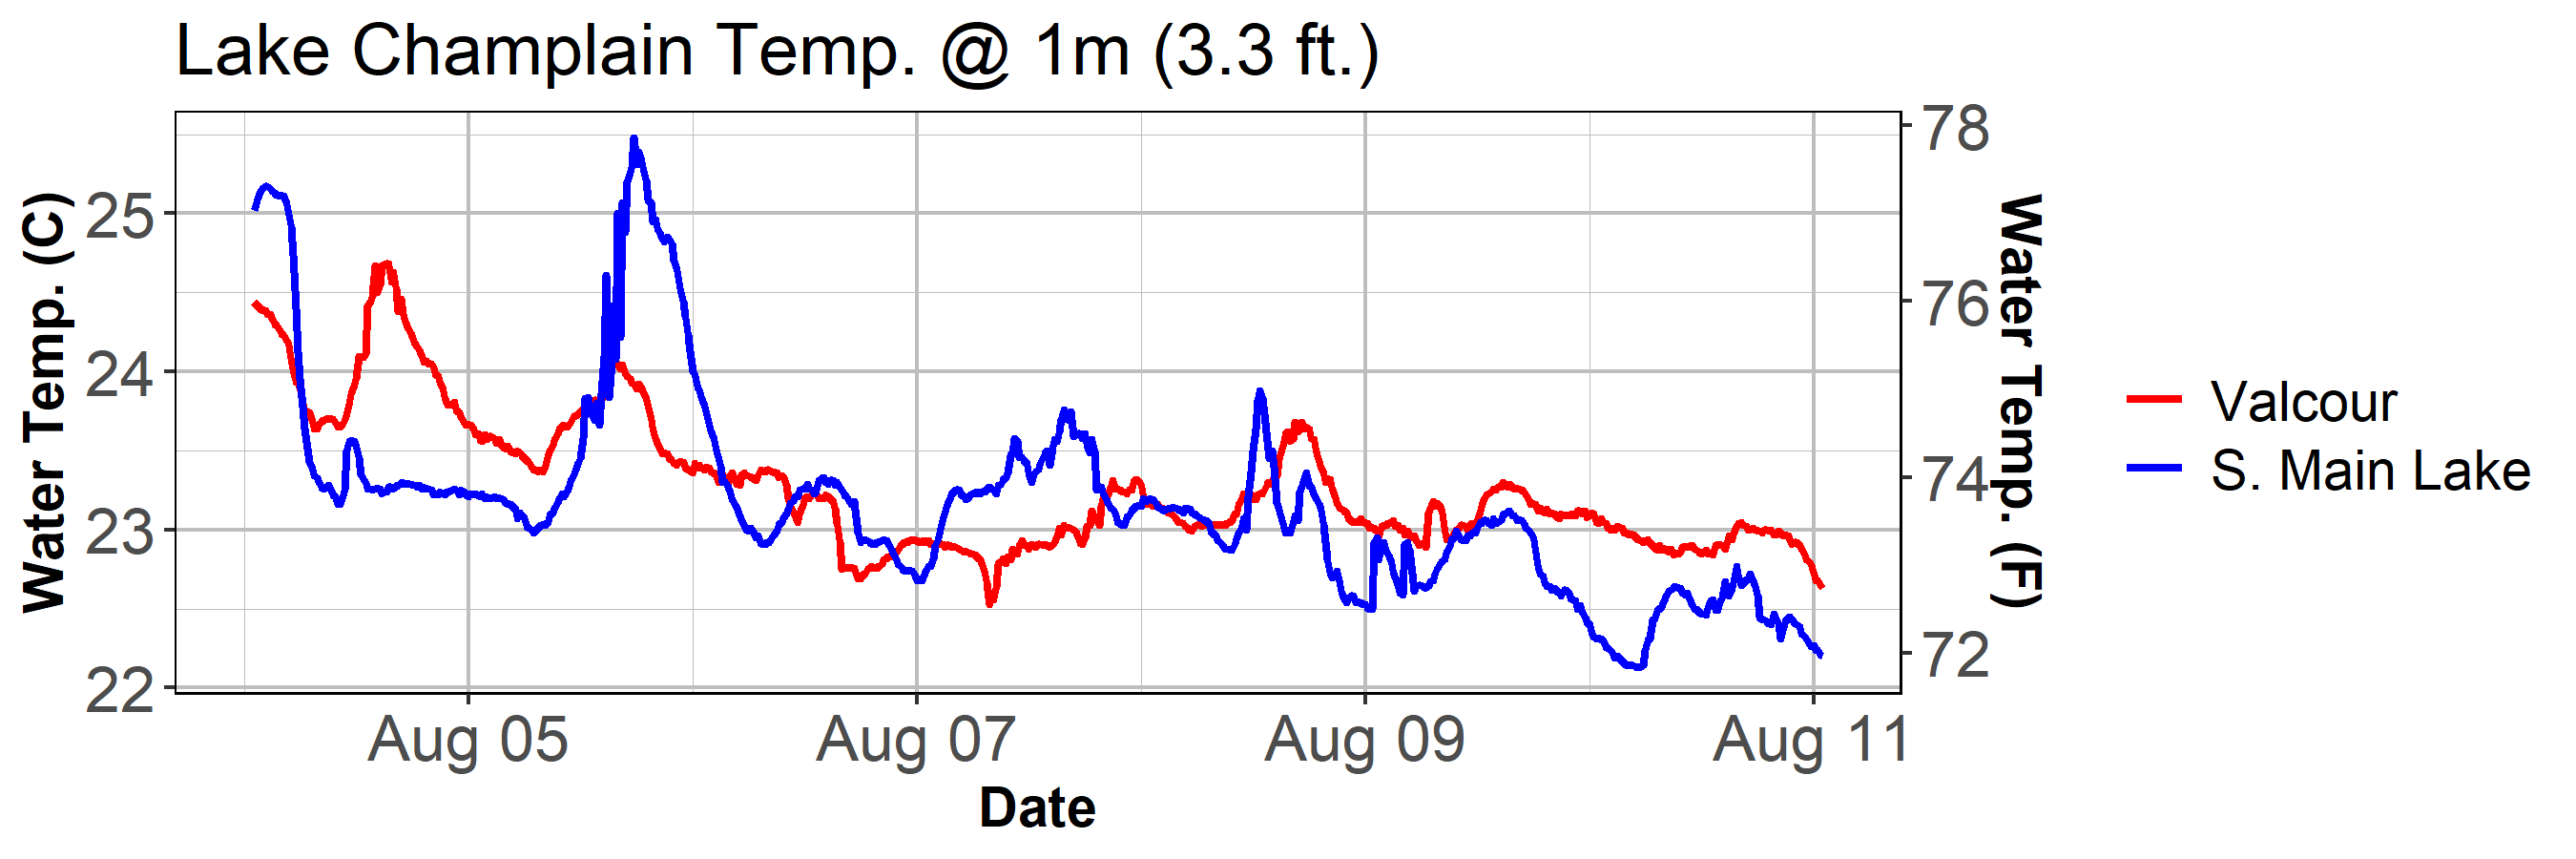 Lake Champlain Temp. @ 1m (3.3 ft.)
Water Temp. (C)
25
24
23
22
78
76
74
72
Water Temp. (F)
Aug 05
Aug 07
Aug 09
Aug 11
Date
Valcour
S. Main Lake